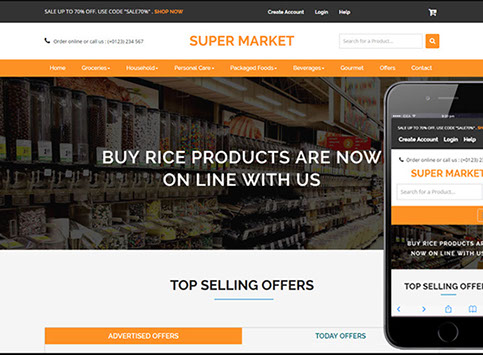 SALE UP TO 70% OFF. USE CODE "SALE70%" . SHOP NOW
Create Account Login Help
Order online or call us : (+0123) 234 567
SUPER MARKET
Search for a Product...
Home Groceries Household Personal Care Packaged Foods Beverages Gourmet Offers Contact
BUY RICE PRODUCTS ARE NOW
ON LINE WITH US
TOP SELLING OFFERS
ADVERTISED OFFERS TODAY OFFERS
SALE UP TO 70% OFF. USE CODE "SALE70%" .
Create Account Login Help
Order online or call us : (+0123)
SUPER MARKET
Search for a Product...
BUY RICE PRODUCTS ARE
NOW ON LINE WITH US
TOP SELLING OFFERS